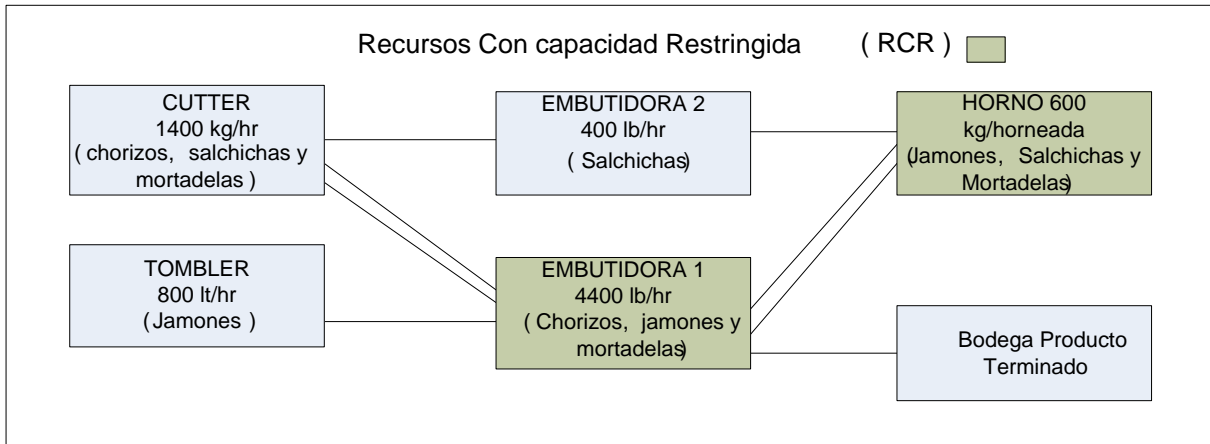 Recursos Con capacidad Restringida ( RCR )
CUTTER
1400 kg/hr
( chorizos, salchichas y
mortadelas )
EMBUTIDORA 2
400 lb/hr
( Salchichas)
HORNO 600
kg/horneada
(Jamones, Salchichas y
Mortadelas)
TOMBLER
800 lt/hr
( Jamones )
EMBUTIDORA 1
4400 lb/hr
( Chorizos, jamones y
mortadelas)
Bodega Producto
Terminado